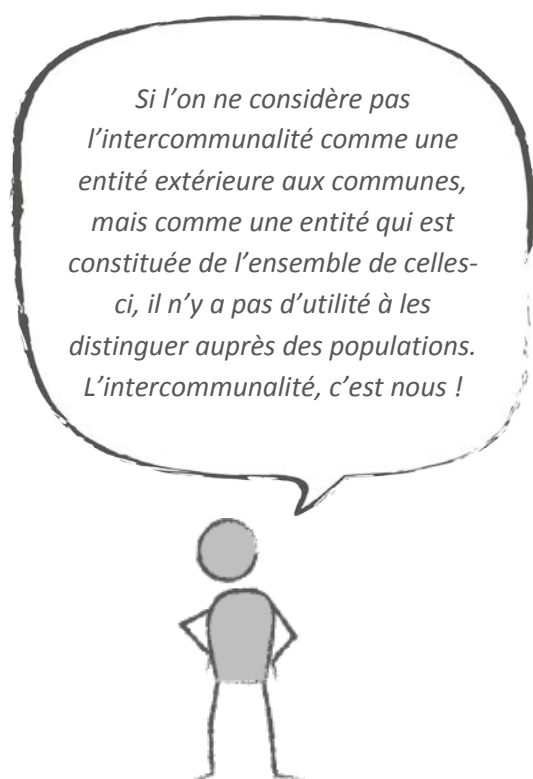 Si l’on ne considère pas
l’intercommunalité comme une
entité extérieure aux communes,
mais comme une entité qui est
constituée de l’ensemble de celles-
ci, il n’y a pas d’utilité à les
distinguer auprès des populations.
L’intercommunalité, c’est nous !